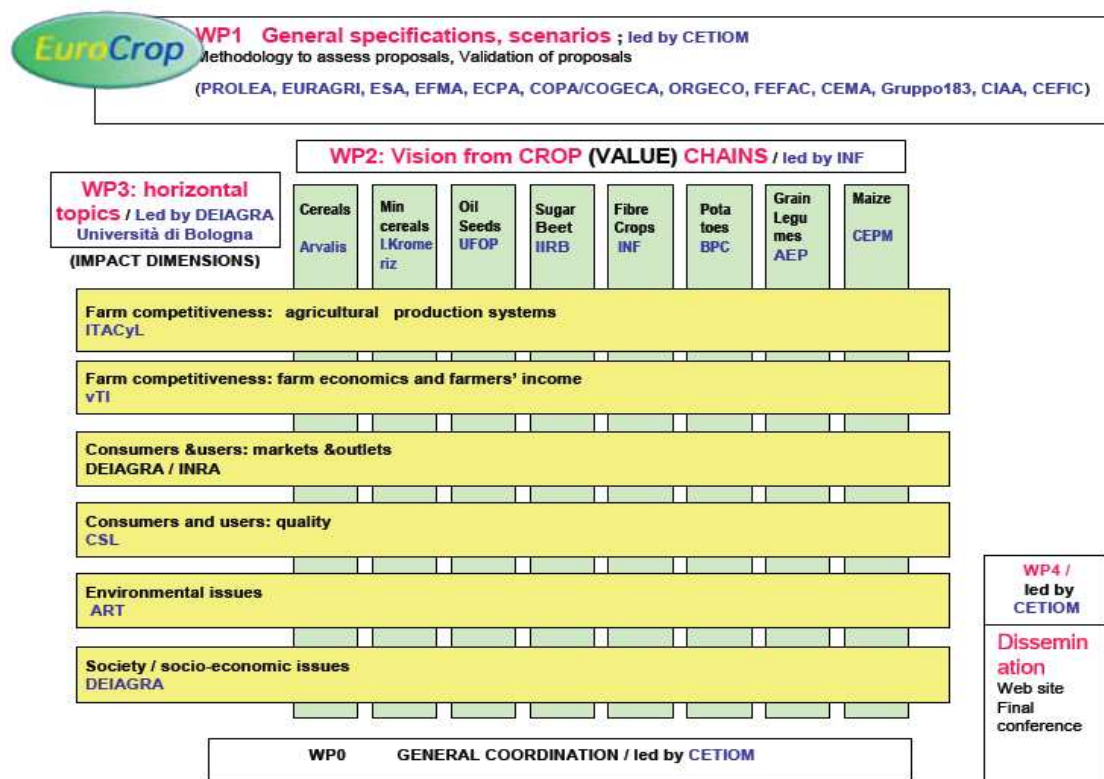 EuroCrop
WP1 General specifications, scenarios ; led by CETIOM
Methodology to assess proposals, Validation of proposals
(PROLEA, EURAGRI, ESA, EFMA, ECPA, COPA/COGECA, ORGECO, FEFAC, CEMA, Gruppo183, CIAA, CEFIC)
WP2: Vision from CROP (VALUE) CHAINS / led by INF
WP3: horizontal
topics / Led by DEIAGRA
Università di Bologna
(IMPACT DIMENSIONS)
Cereals
Arvalis
Min
cereals
I.Krome
riz
Oil
Seeds
UFOP
Sugar
Beet
IIRB
Fibre
Crops
INF
Pota
toes
BPC
Grain
Legu
mes
AEP
Maize
CEPM
Farm competitiveness: agricultural production systems
ITACyL
Farm competitiveness: farm economics and farmers' income
vTI
Consumers &users: markets &outlets
DEIAGRA / INRA
Consumers and users: quality
CSL
Environmental issues
ART
Society / socio-economic issues
DEIAGRA
WP4 /
led by
CETIOM
Dissemin
ation
Web site
Final
conference
WP0 GENERAL COORDINATION / led by CETIOM